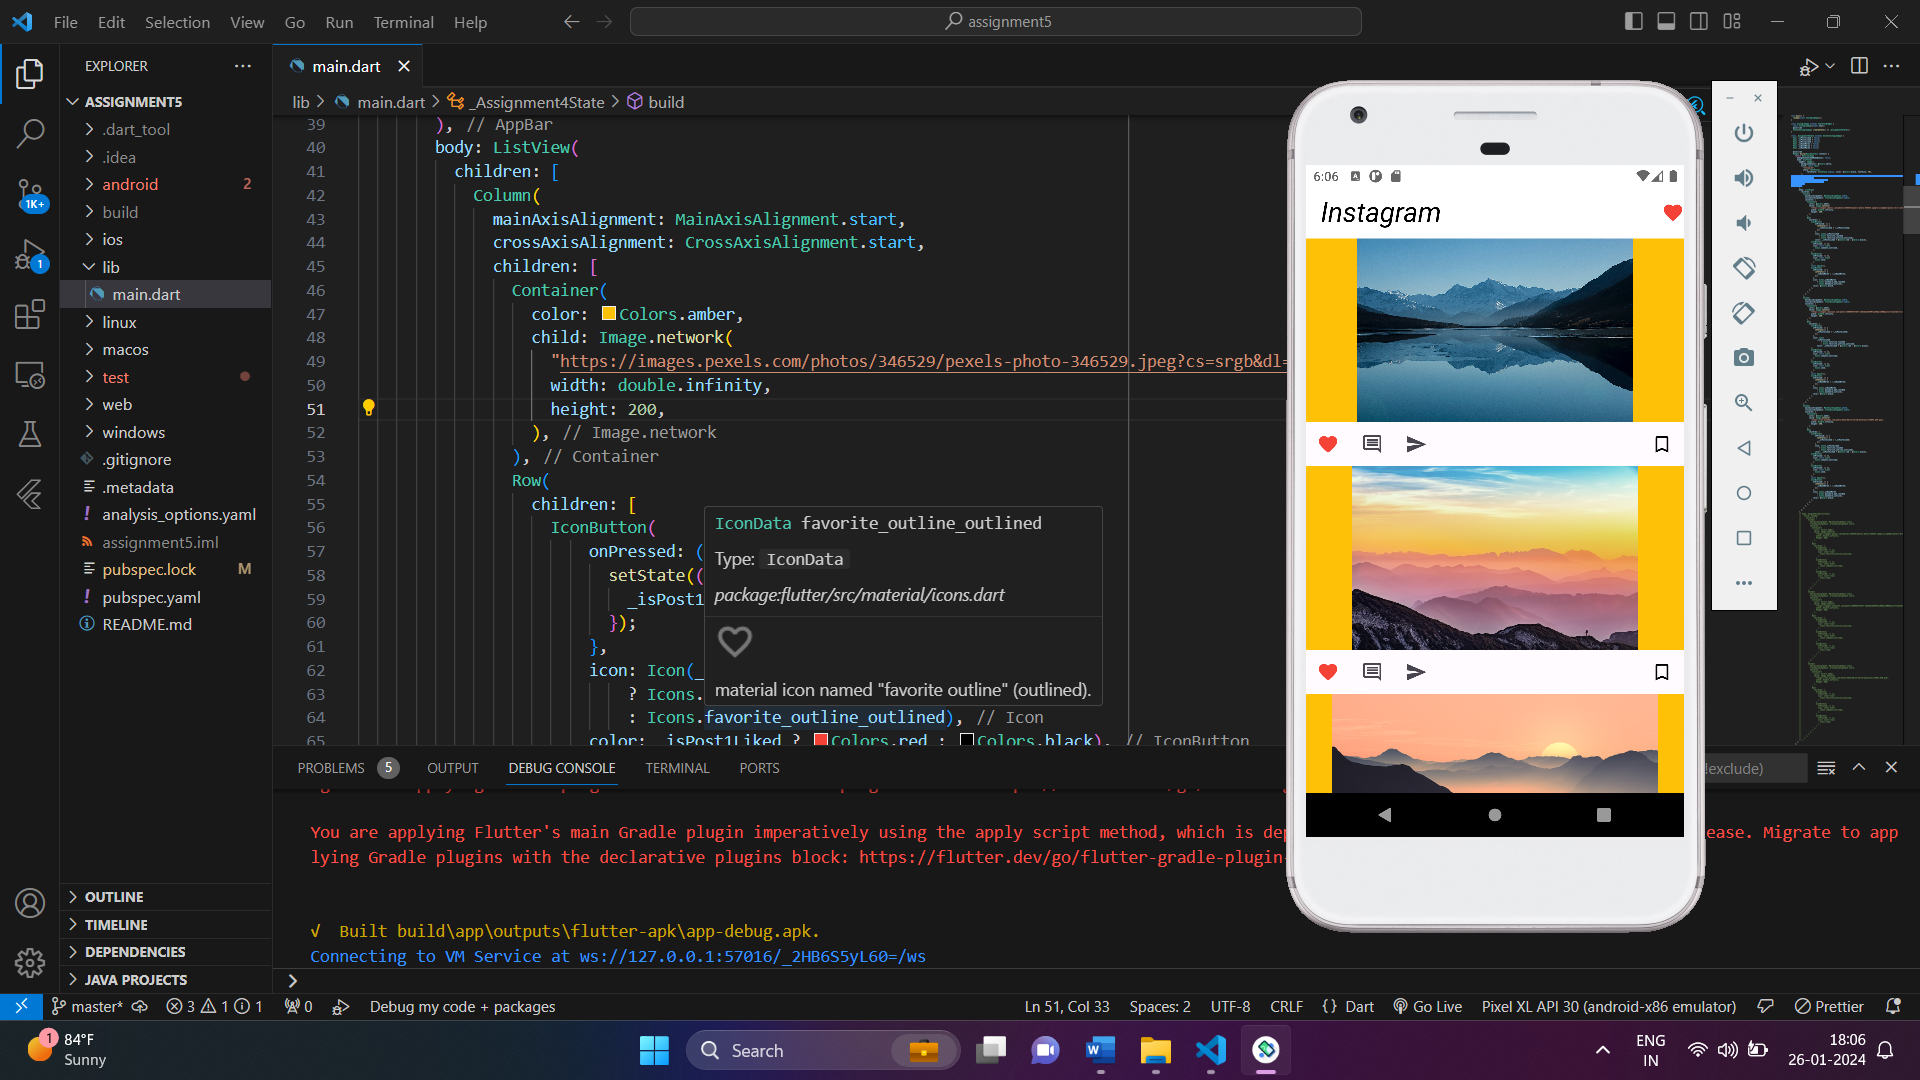 File Edit Selection View Go Run Terminal Help
assignment5
EXPLORER
ASSIGNMENT5
.dart_tool
.idea
android 2
build
ios
lib
main.dart
linux
macos
test
web
windows
.gitignore
.metadata
analysis_options.yaml
assignment5.iml
pubspec.lock M
pubspec.yaml
README.md
OUTLINE
TIMELINE
DEPENDENCIES
JAVA PROJECTS
1K+
1
main.dart
lib > main.dart > _Assignment4State > build
39 ), // AppBar
40 body: ListView(
41 children: [
42 Column(
43 mainAxisAlignment: MainAxisAlignment.start,
44 crossAxisAlignment: CrossAxisAlignment.start,
45 children: [
46 Container(
47 color: Colors.amber,
48 child: Image.network(
49 "https://images.pexels.com/photos/346529/pexels-photo-346529.jpeg?cs=srgb&dl=
50 width: double.infinity,
51 height: 200,
52 ), // Image.network
53 ), // Container
54 Row(
55 children: [
56 IconButton(
57 onPressed: (
58 setState((
59 _isPost1
60 });
61 },
62 icon: Icon(_
63 ? Icons.
64 : Icons.favorite_outline_outlined), // Icon
65 color: _isPost1Liked ? Colors.red : Colors.black), // IconButton
IconData favorite_outline_outlined
Type: IconData
package:flutter/src/material/icons.dart
material icon named "favorite outline" (outlined).
PROBLEMS 5 OUTPUT DEBUG CONSOLE TERMINAL PORTS
!exclude)
You are applying Flutter's main Gradle plugin imperatively using the apply script method, which is de ease. Migrate to app
lying Gradle plugins with the declarative plugins block: https://flutter.dev/go/flutter-gradle-plugin-
√ Built build\app\outputs\flutter-apk\app-debug.apk.
Connecting to VM Service at ws://127.0.0.1:57016/_2HB6S5yL60=/ws
6:06
Instagram
master* 3 1 1 0 Debug my code + packages
Ln 51, Col 33 Spaces: 2 UTF-8 CRLF {} Dart Go Live Pixel XL API 30 (android-x86 emulator) Prettier
1
84°F
Sunny
Search
ENG
IN
18:06
26-01-2024